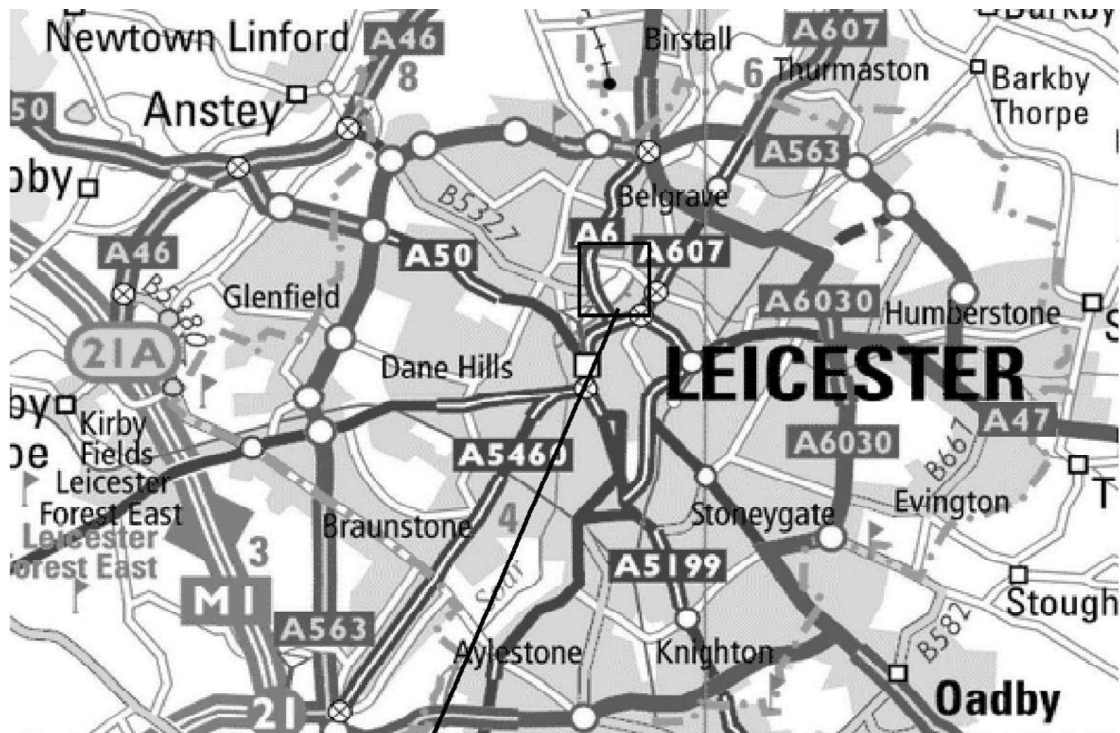 Newtown Linford
A46
8
Birstall
A607
6
Thurmaston
Barkby
Thorpe
50
Anstey
A563
B5327
Belgrave
A46
A50
A6
A607
Glenfield
A6030
Humberstone
21A
Dane Hills
LEICESTER
Kirby
Fields
Leicester
Forest East
Leicester
Forest East
A5460
A6030
A47
B667
Braunstone
4
Stoneygate
Evington
3
M1
Soar
A5199
A563
Stough
B582
Aylestone
Knighton
21
Oadby